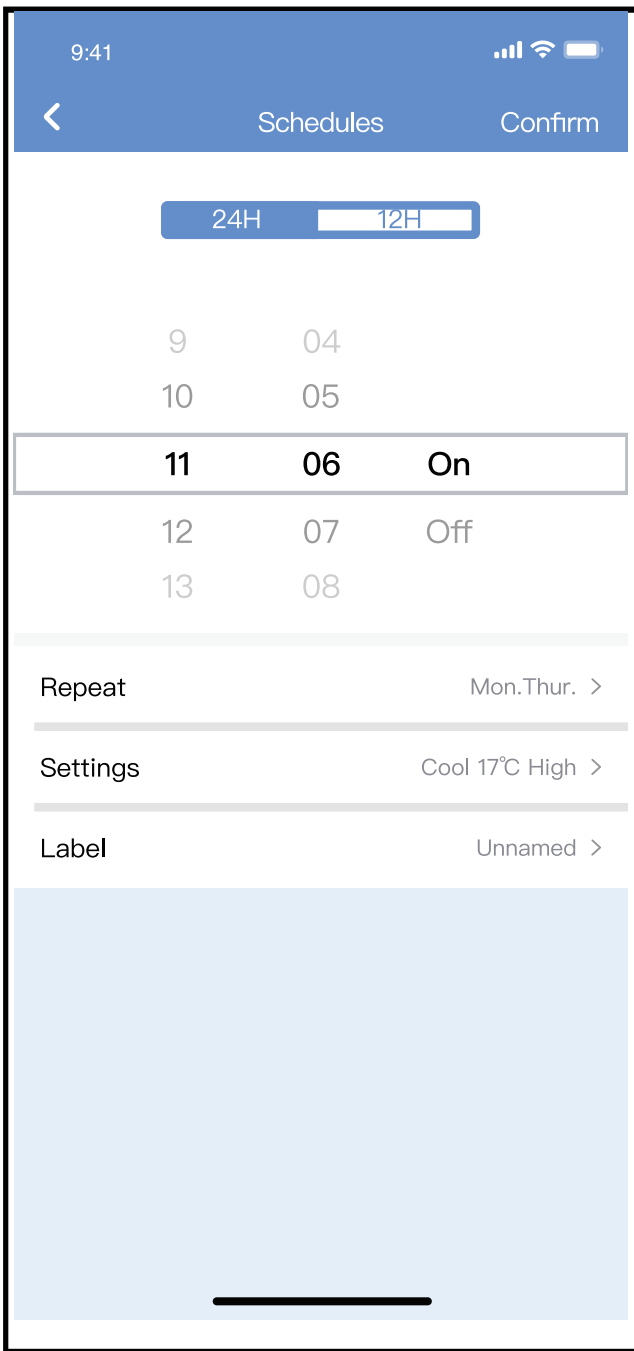 9:41
Schedules Confirm
24H 12H
9 04
10 05
11 06 On
12 07 Off
13 08
Repeat Mon.Thur. >
Settings Cool 17℃ High >
Label Unnamed >